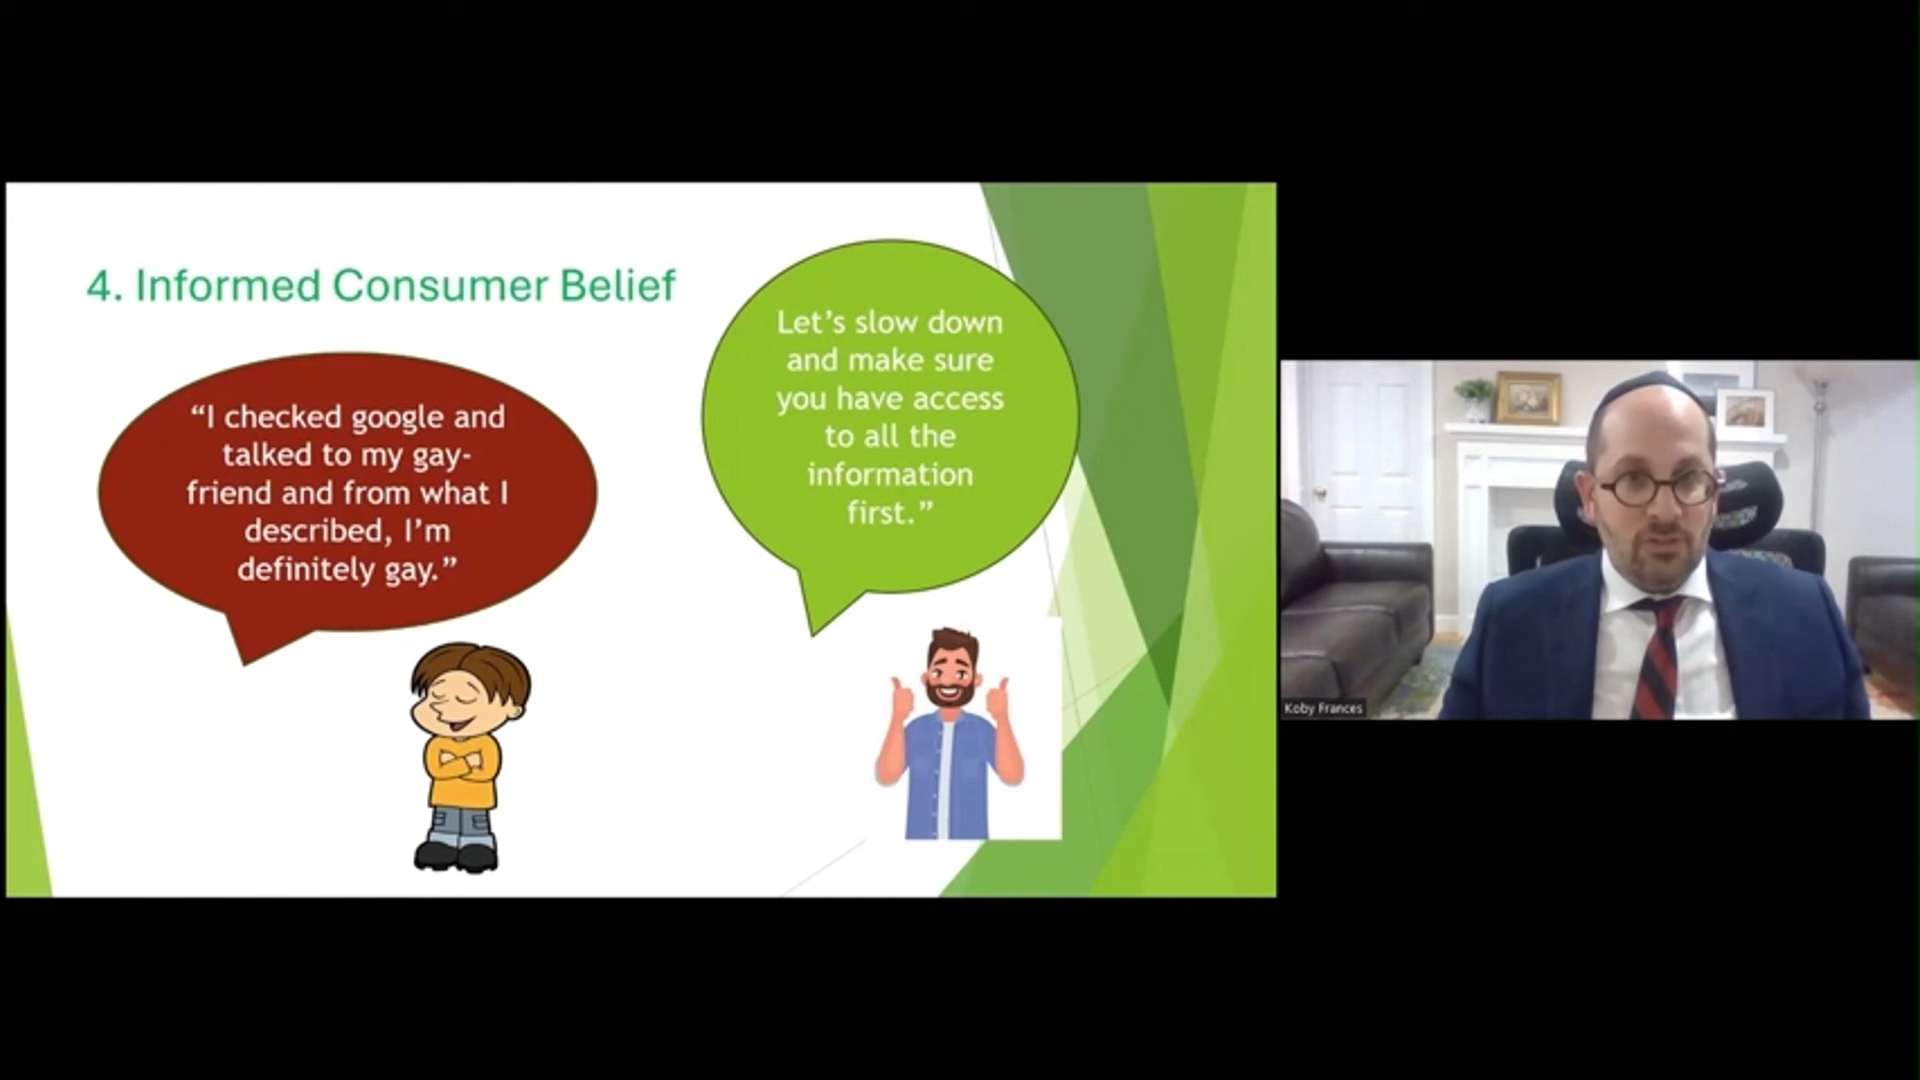 4. Informed Consumer Belief
“I checked google and
talked to my gay-
friend and from what I
described, I’m
definitely gay.”
Let’s slow down
and make sure
you have access
to all the
information
first.”
Koby Frances